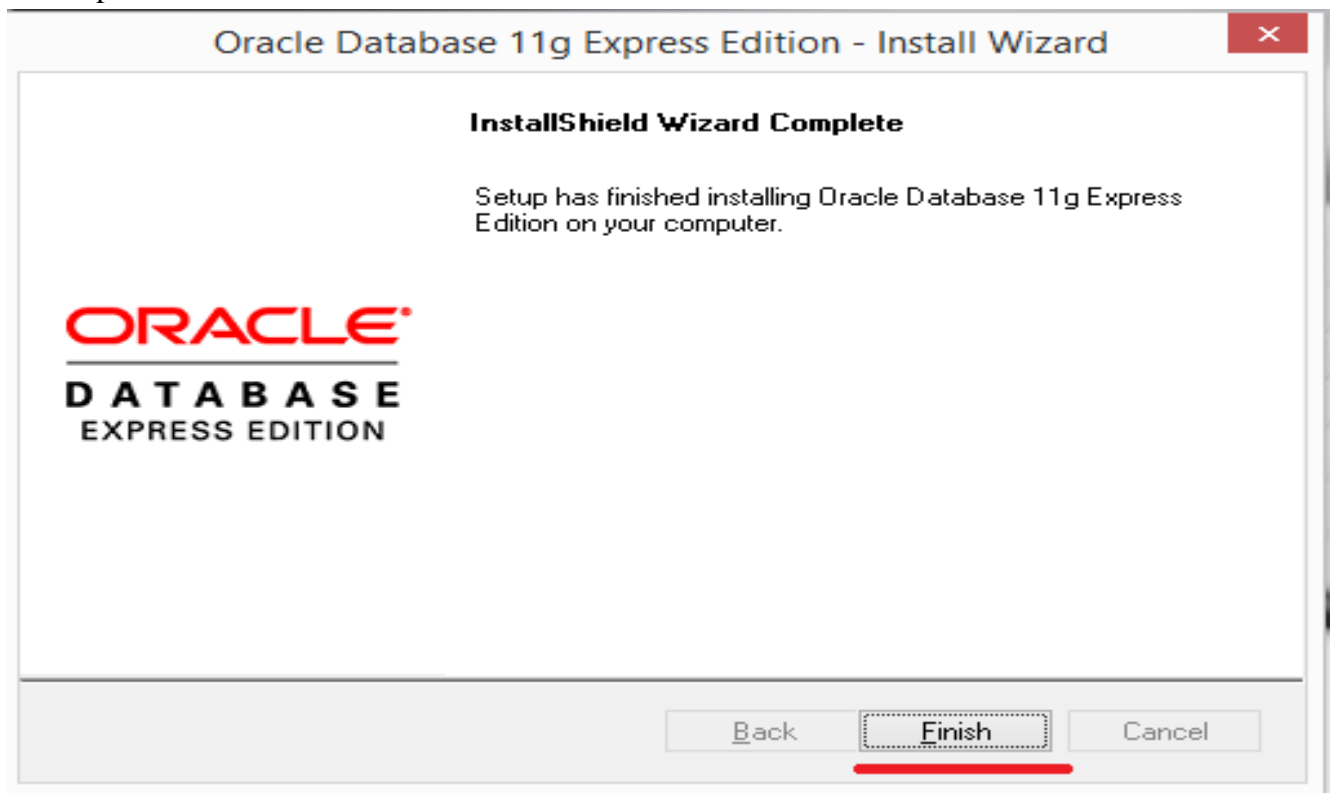 Oracle Database 11g Express Edition - Install Wizard
InstallShield Wizard Complete
Setup has finished installing Oracle Database 11g Express
Edition on your computer.
ORACLE
DATABASE
EXPRESS EDITION
Back Finish Cancel